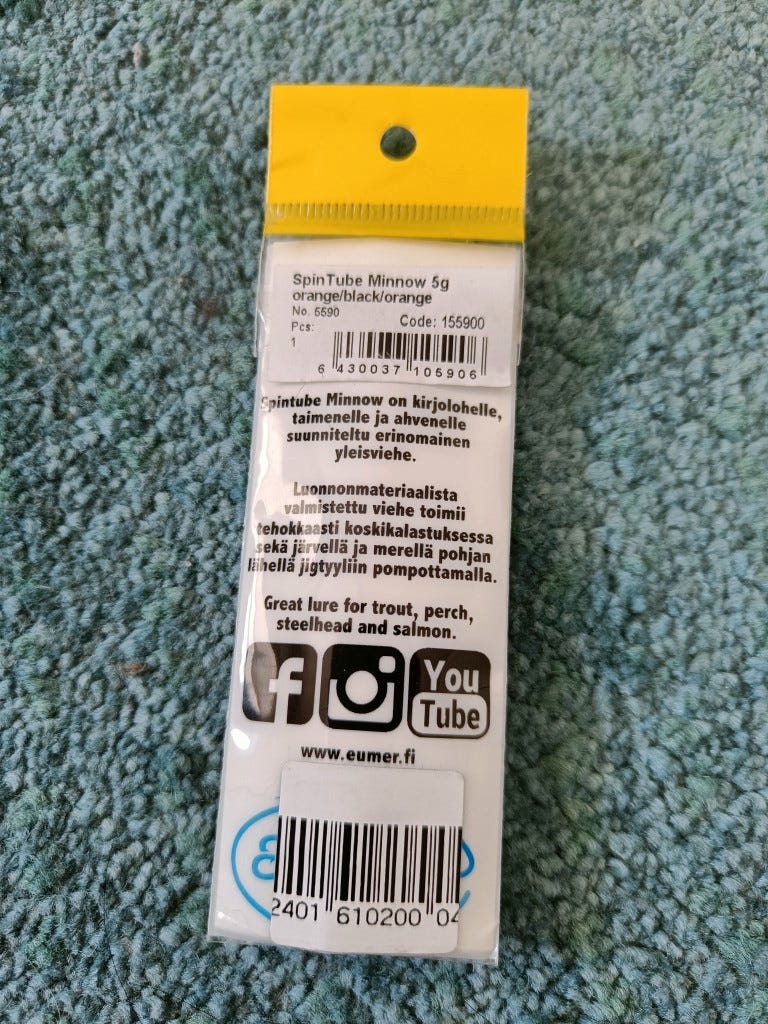 SpinTube Minnow 5g
orange/black/orange
No. 5590
Code: 155900
Pcs:
1
6 430037 105906
Spintube Minnow on kirjolohelle,
taimenelle ja ahvenelle
suunniteltu erinomainen
yleisviehe.
Luonnonmateriaalista
valmistettu viehe toimii
tehokkaasti koskikalastuksessa
sekä järvellä ja merellä pohjan
lähellä jigtyyliin pompottamalla.
Great lure for trout, perch,
steelhead and salmon.
f
You
Tube
www.eumer.fi
2401 610200 04